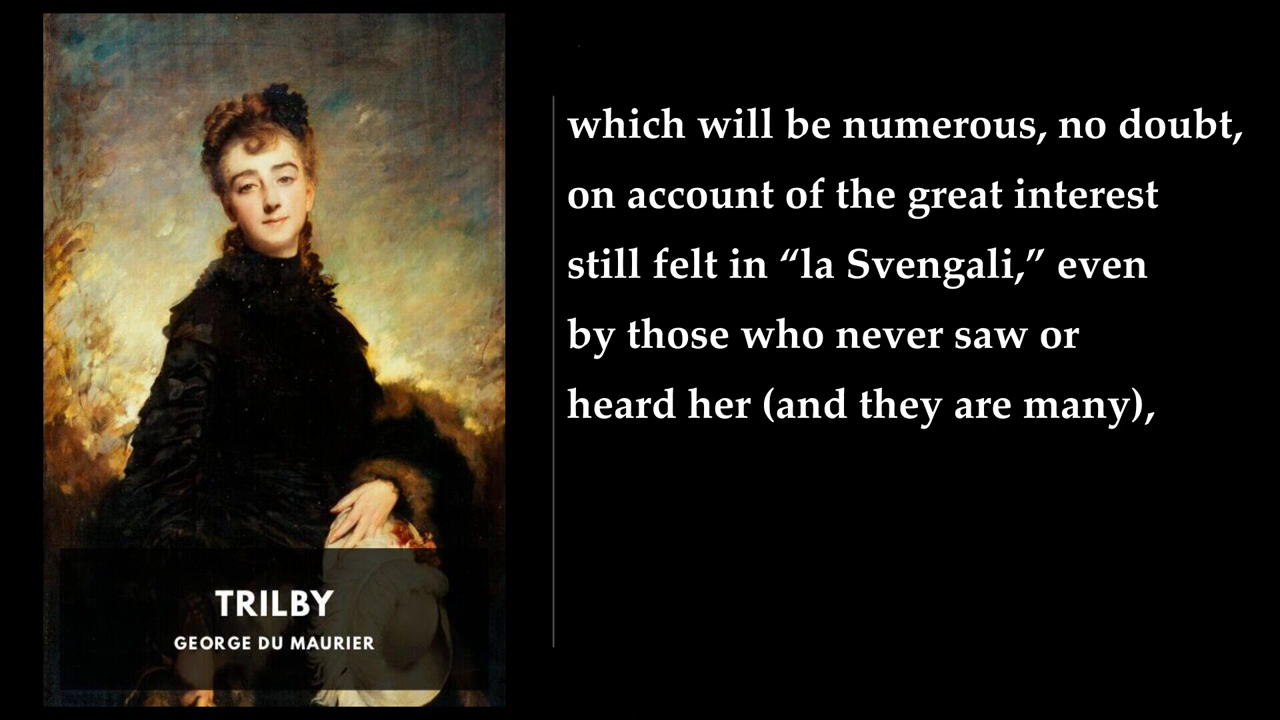 TRILBY
GEORGE DU MAURIER
which will be numerous, no doubt,
on account of the great interest
still felt in “la Svengali,” even
by those who never saw or
heard her (and they are many),